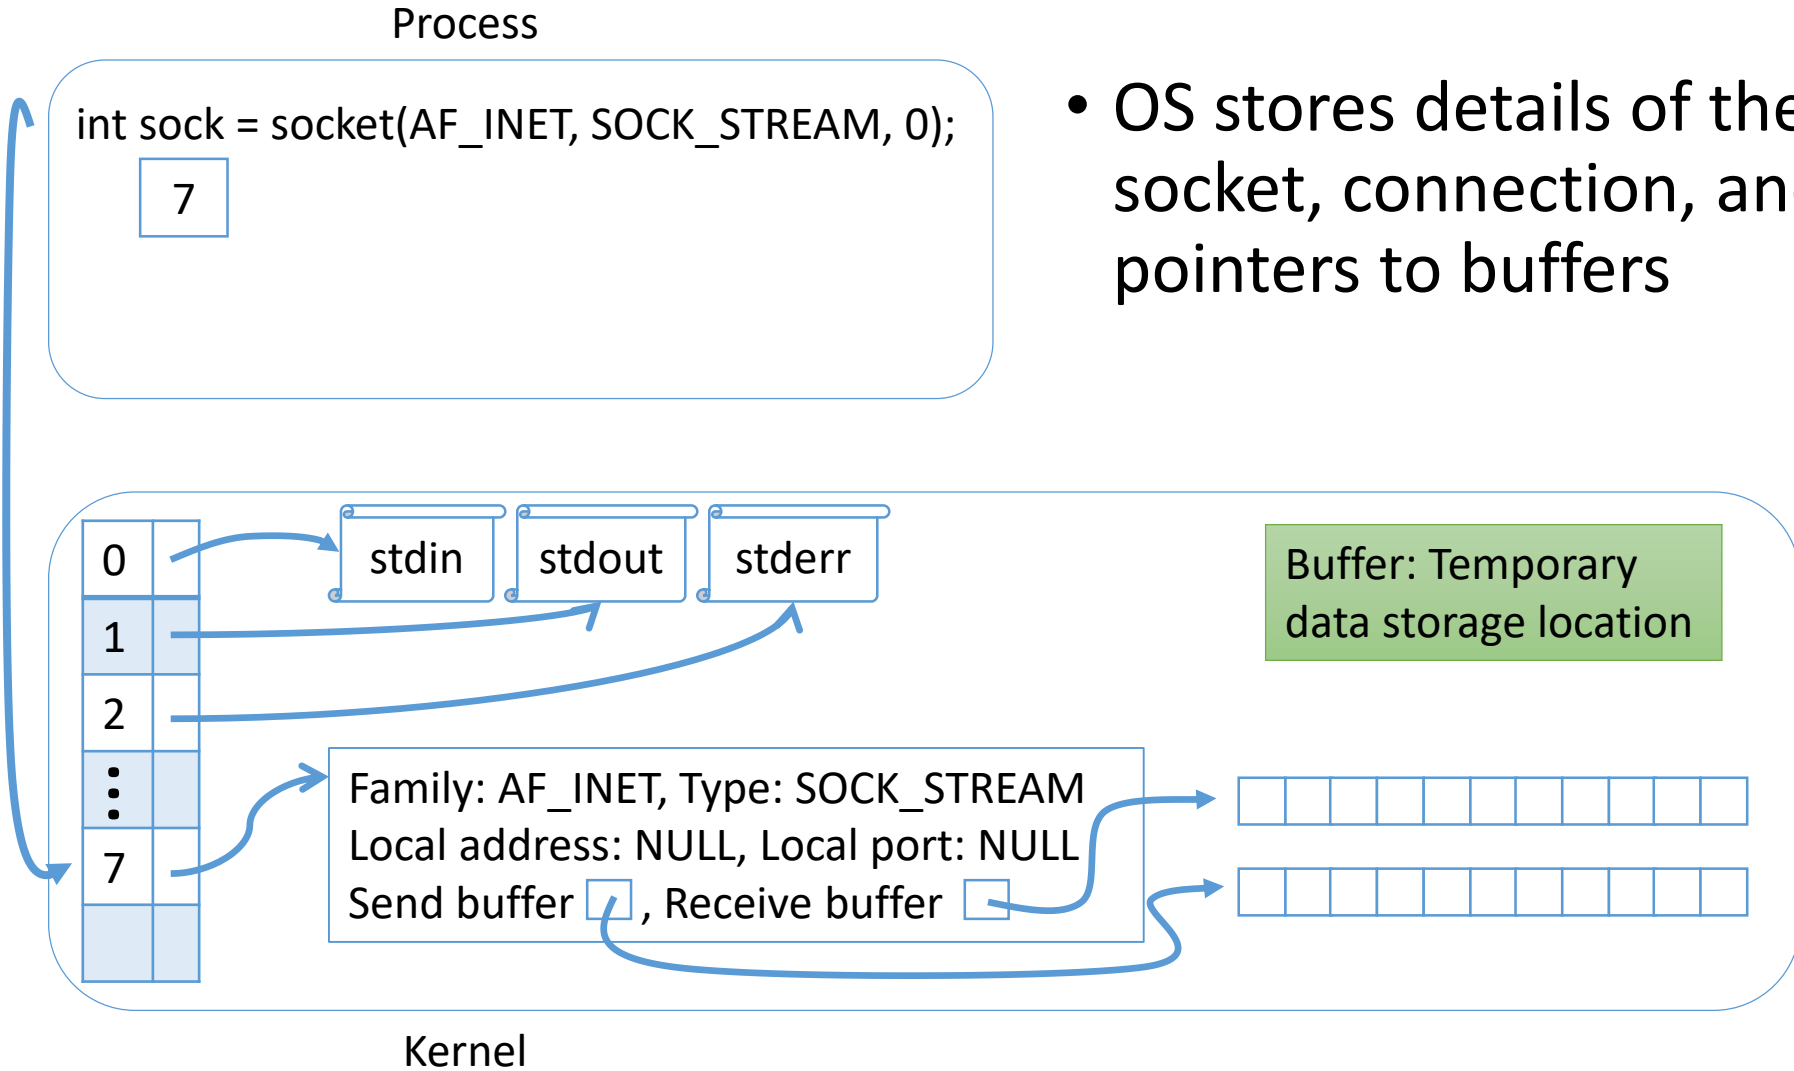 Process
int sock = socket(AF_INET, SOCK_STREAM, 0);
7
• OS stores details of the
socket, connection, an
pointers to buffers
0
stdin
stdout
stderr
1
2
⋮
7
Buffer: Temporary
data storage location
Family: AF_INET, Type: SOCK_STREAM
Local address: NULL, Local port: NULL
Send buffer , Receive buffer
Kernel